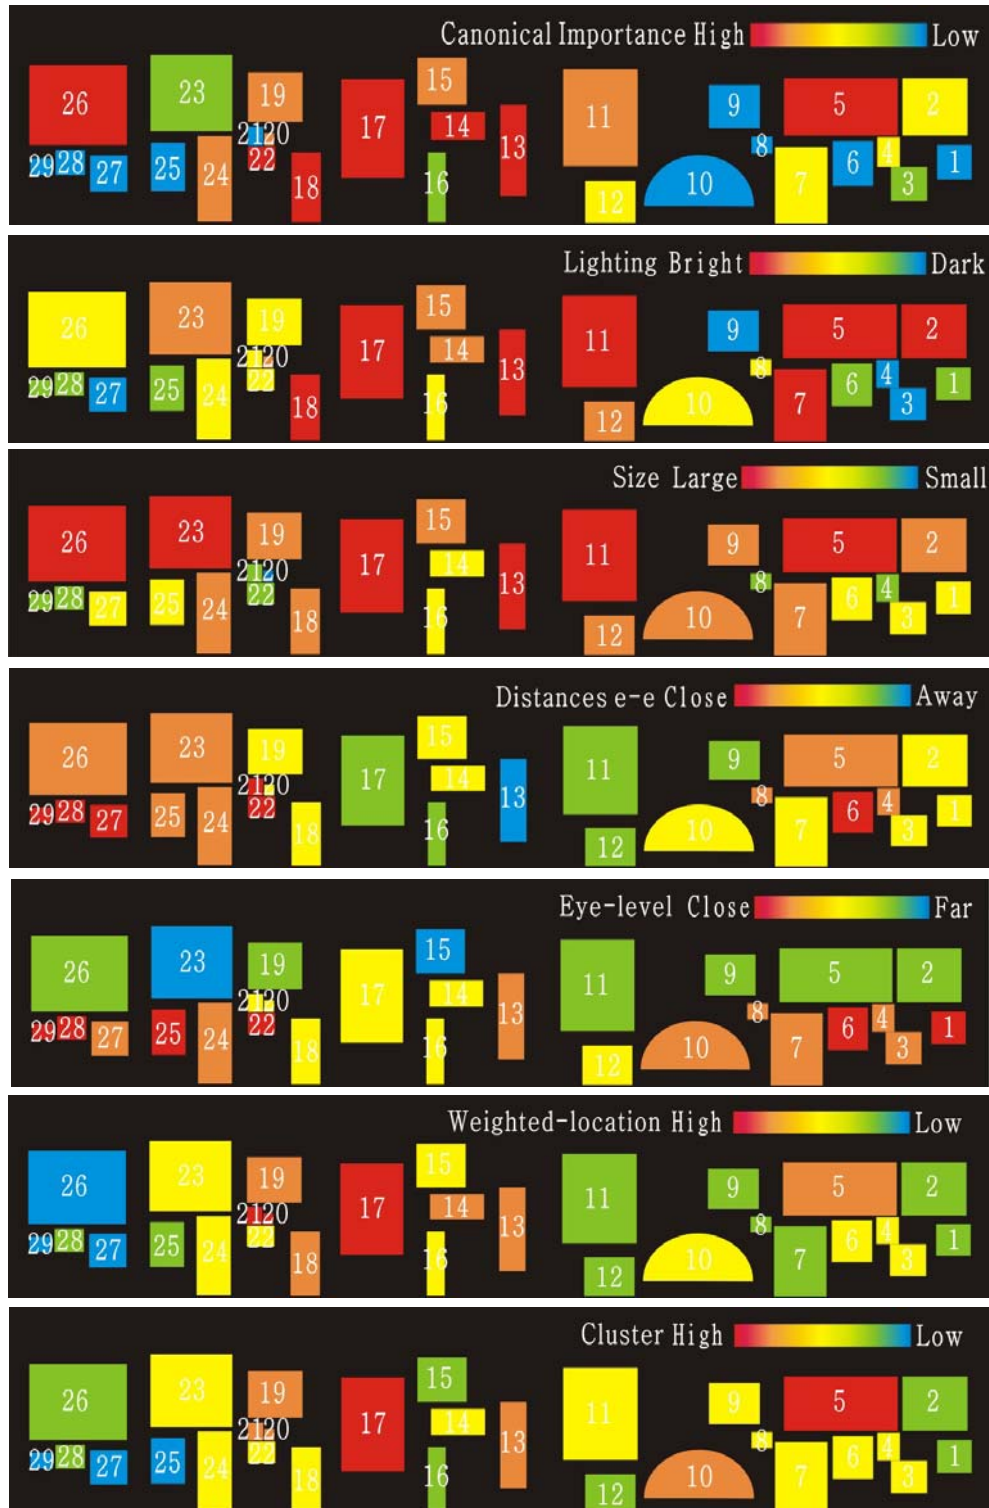 Canonical Importance High Low
26 23 19 17 15 11 9 5 2
21 20 14 13 8 4
29 28 27 25 24 22 18 16 12 10 7 6 3 1
Lighting Bright Dark
26 23 19 17 15 11 9 5 2
21 20 14 13 8 4
29 28 27 25 24 22 18 16 12 10 7 6 3 1
Size Large Small
26 23 19 17 15 11 9 5 2
21 20 14 13 8 4
29 28 27 25 24 22 18 16 12 10 7 6 3 1
Distances e-e Close Away
26 23 19 17 15 11 9 5 2
21 20 14 13 8 4
29 28 27 25 24 22 18 16 12 10 7 6 3 1
Eye-level Close Far
26 23 19 17 15 11 9 5 2
21 20 14 13 8 4
29 28 27 25 24 22 18 16 12 10 7 6 3 1
Weighted-location High Low
26 23 19 17 15 11 9 5 2
21 20 14 13 8 4
29 28 27 25 24 22 18 16 12 10 7 6 3 1
Cluster High Low
26 23 19 17 15 11 9 5 2
21 20 14 13 8 4
29 28 27 25 24 22 18 16 12 10 7 6 3 1